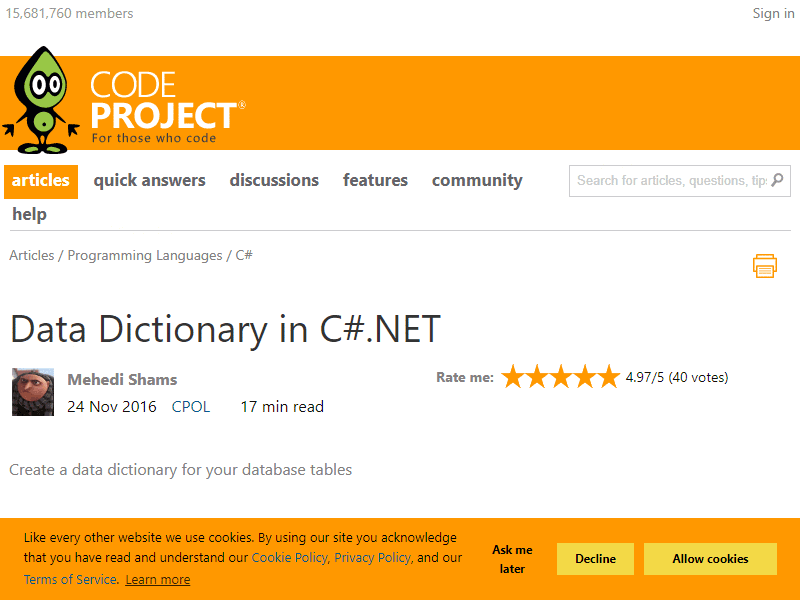 15,681,760 members
Sign in
CODE
PROJECT®
For those who code
articles quick answers discussions features community
Search for articles, questions, tips
help
Articles / Programming Languages / C#
Data Dictionary in C#.NET
Mehedi Shams
Rate me: 4.97/5 (40 votes)
24 Nov 2016 CPOL 17 min read
Create a data dictionary for your database tables
Like every other website we use cookies. By using our site you acknowledge
that you have read and understand our Cookie Policy, Privacy Policy, and our
Terms of Service. Learn more
Ask me
later
Decline
Allow cookies